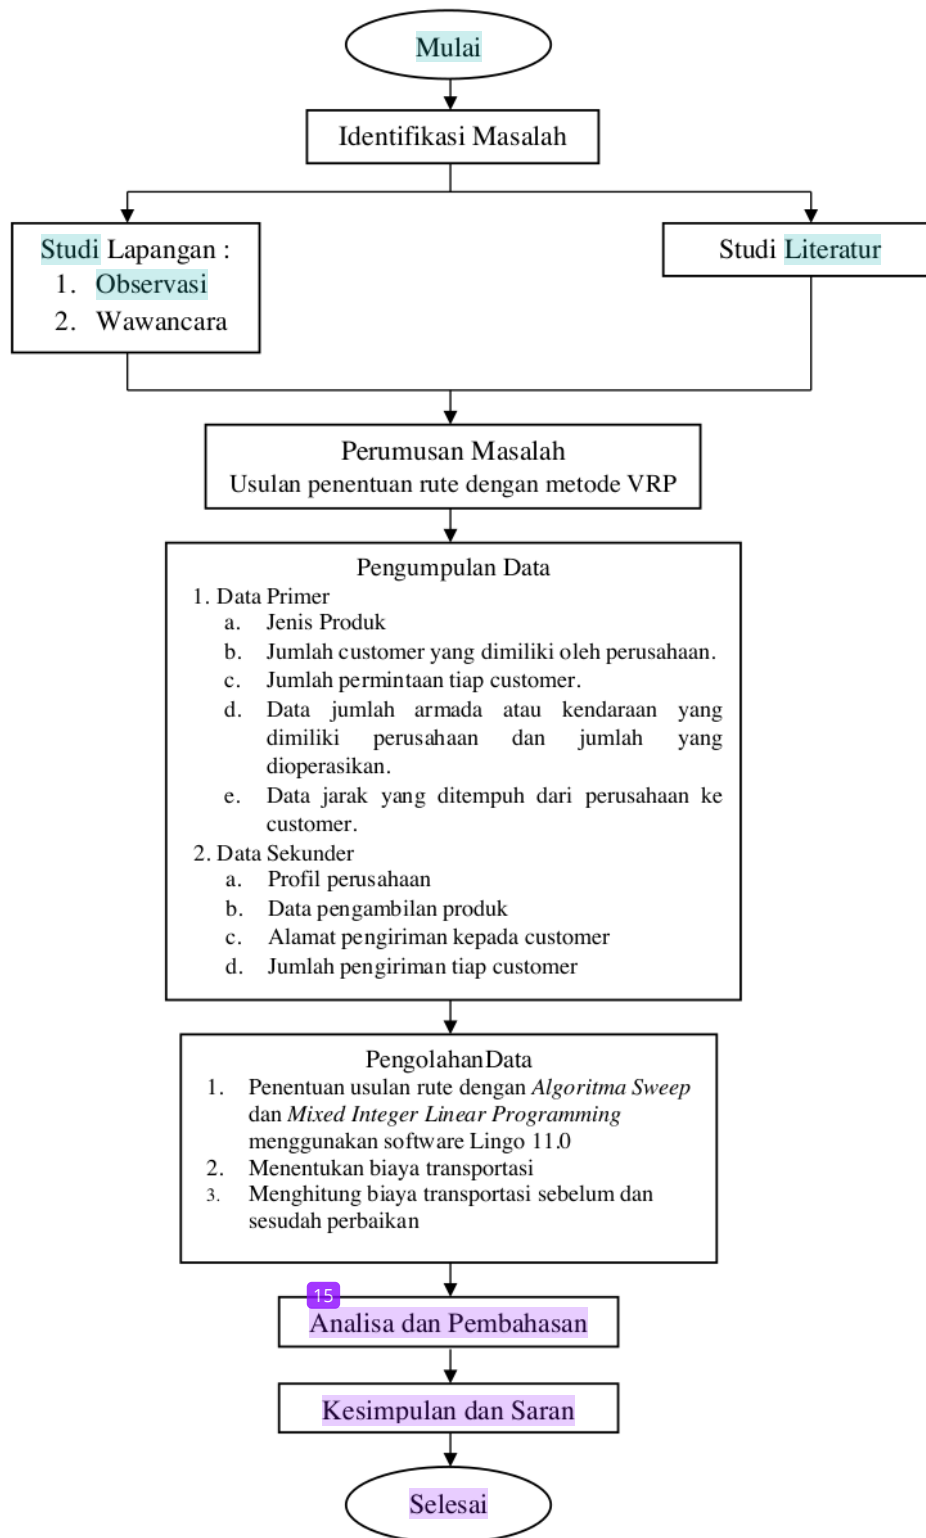 Mulai
Identifikasi Masalah
Studi Lapangan :
1. Observasi
2. Wawancara
Studi Literatur
Perumusan Masalah
Usulan penentuan rute dengan metode VRP
Pengumpulan Data
1. Data Primer
a. Jenis Produk
b. Jumlah customer yang dimiliki oleh perusahaan.
c. Jumlah permintaan tiap customer.
d. Data jumlah armada atau kendaraan yang
dimiliki perusahaan dan jumlah yang
dioperasikan.
e. Data jarak yang ditempuh dari perusahaan ke
customer.
2. Data Sekunder
a. Profil perusahaan
b. Data pengambilan produk
c. Alamat pengiriman kepada customer
d. Jumlah pengiriman tiap customer
PengolahanData
1. Penentuan usulan rute dengan Algoritma Sweep
dan Mixed Integer Linear Programming
menggunakan software Lingo 11.0
2. Menentukan biaya transportasi
3. Menghitung biaya transportasi sebelum dan
sesudah perbaikan
15
Analisa dan Pembahasan
Kesimpulan dan Saran
Selesai